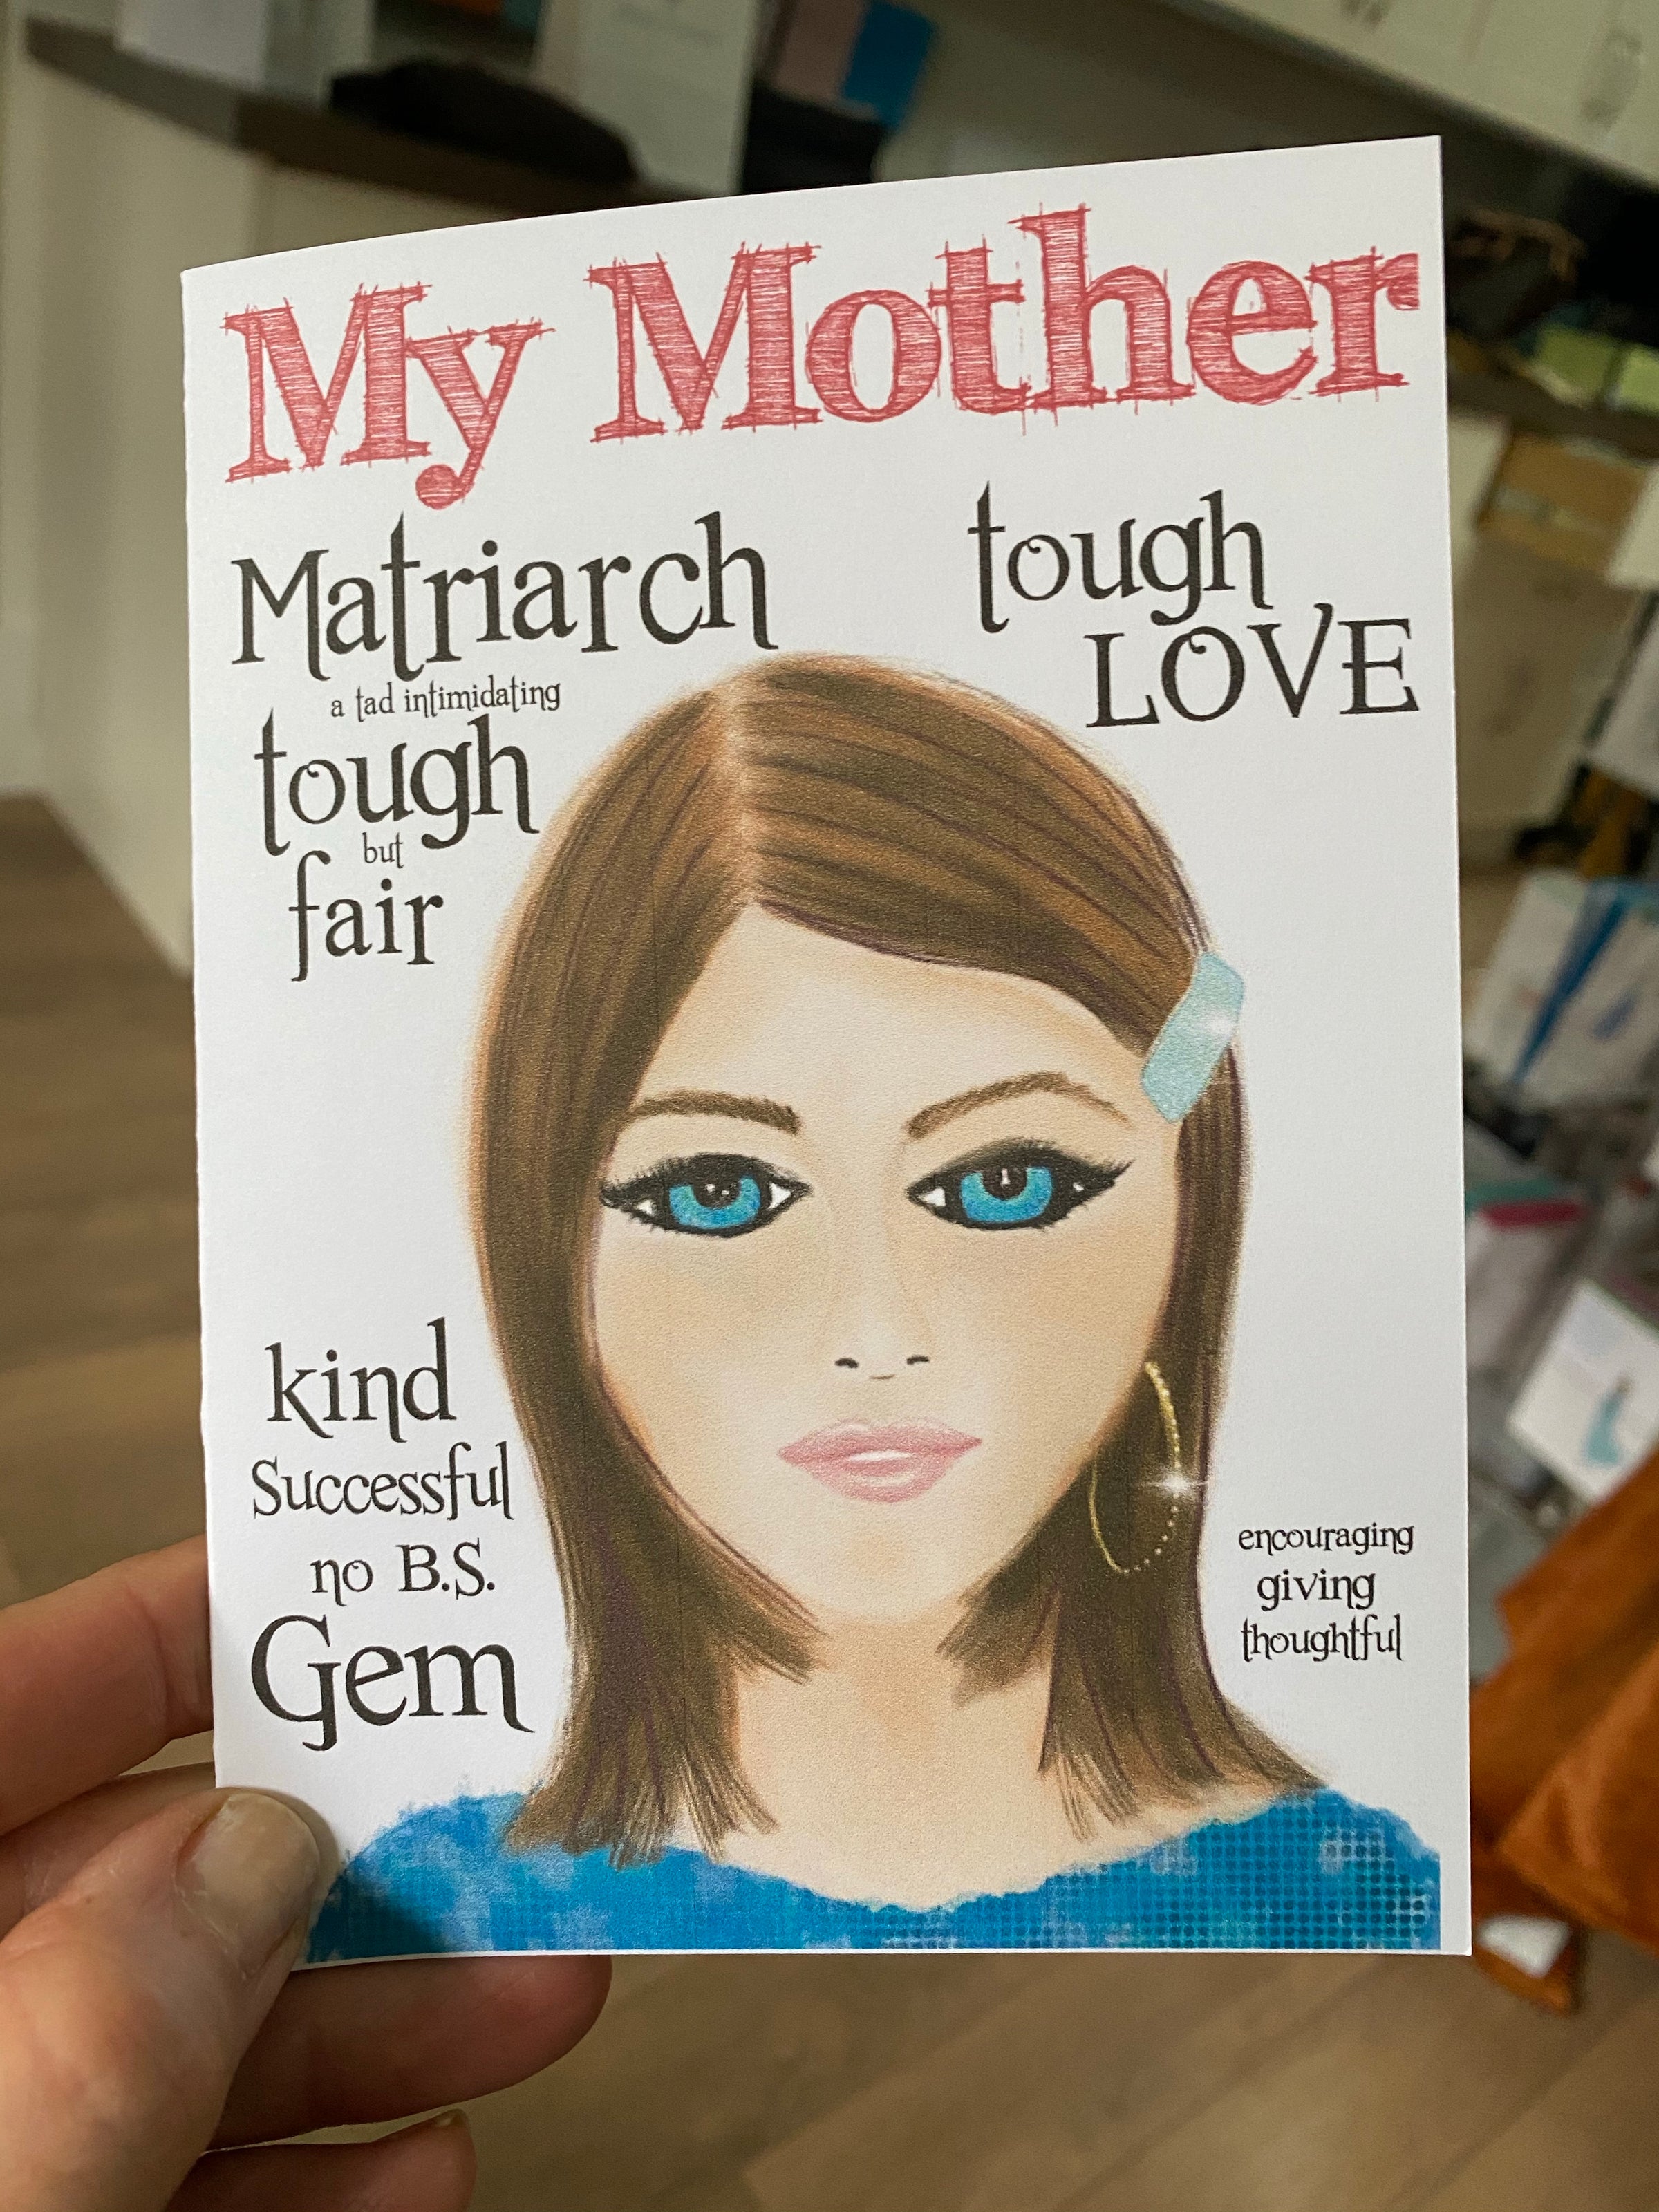 My Mother
Matriarch
a tad intimidating
tough
but
fair
tough
LOVE
kind
Successful
no B.S.
Gem
encouraging
giving
thoughtful